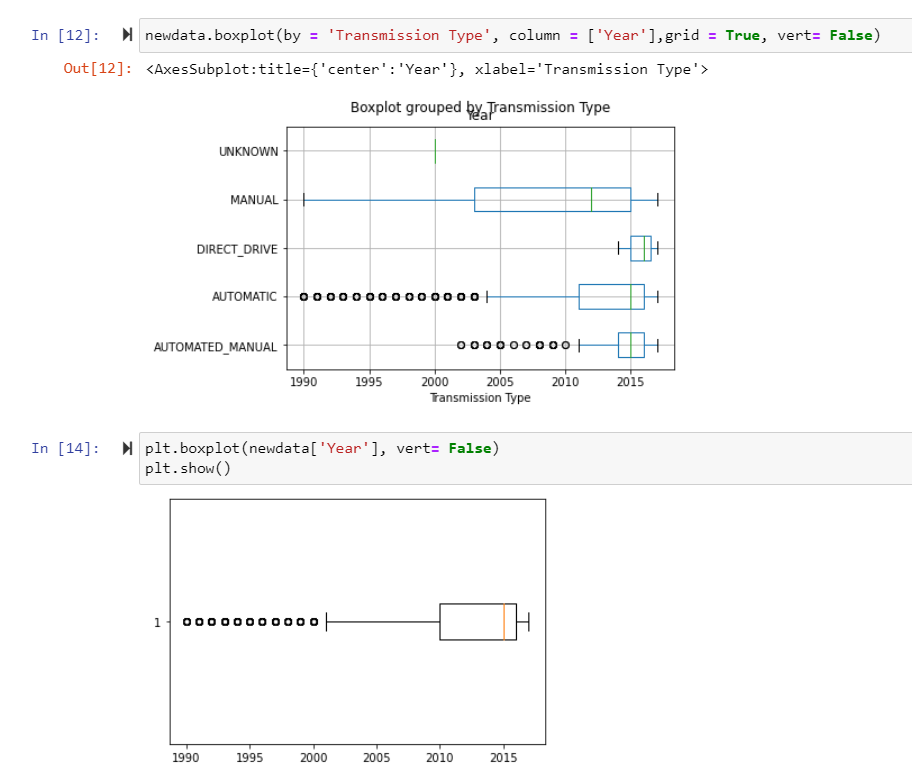 In [12]:
newdata.boxplot(by = 'Transmission Type', column = ['Year'],grid = True, vert= False)
Out[12]: <AxesSubplot:title={'center':'Year'}, xlabel='Transmission Type'>
Boxplot grouped by Transmission Type
Year
UNKNOWN
MANUAL
DIRECT_DRIVE
AUTOMATIC
AUTOMATED_MANUAL
1990 1995 2000 2005 2010 2015
Transmission Type
In [14]:
plt.boxplot(newdata['Year'], vert= False)
plt.show()
1
1990 1995 2000 2005 2010 2015